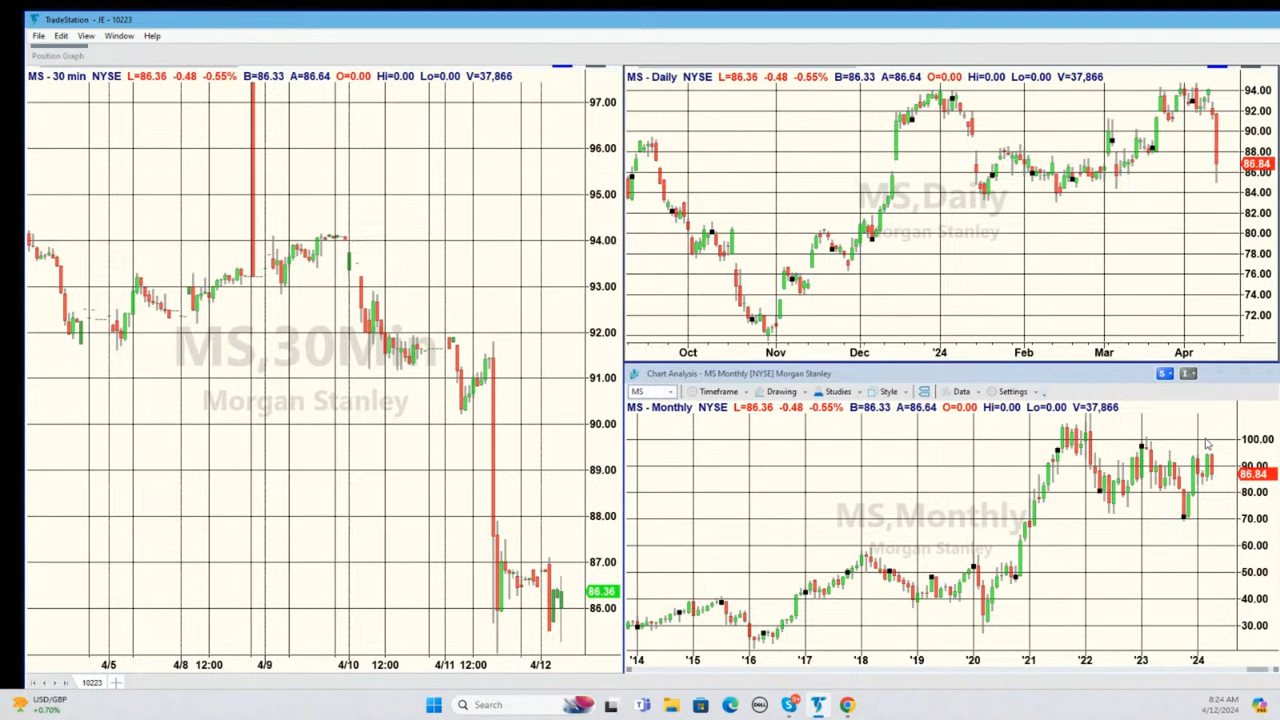 TradeStation - JE - 10223
File Edit View Window Help
Position Graph
MS - 30 min NYSE L=86.36 -0.48 -0.55% B=86.33 A=86.64 O=0.00 Hi=0.00 Lo=0.00 V=37,866
97.00
96.00
95.00
94.00
93.00
92.00
91.00
90.00
89.00
88.00
87.00
86.36
86.00
MS,30Min
Morgan Stanley
4/5 4/8 12:00 4/9 4/10 12:00 4/11 12:00 4/12
MS - Daily NYSE L=86.36 -0.48 -0.55% B=86.33 A=86.64 O=0.00 Hi=0.00 Lo=0.00 V=37,866
94.00
92.00
90.00
88.00
86.84
86.00
84.00
82.00
80.00
78.00
76.00
74.00
72.00
MS,Daily
Morgan Stanley
Oct Nov Dec '24 Feb Mar Apr
Chart Analysis - MS Monthly [NYSE] Morgan Stanley
MS Timeframe Drawing Studies Style Data Settings
MS - Monthly NYSE L=86.36 -0.48 -0.55% B=86.33 A=86.64 O=0.00 Hi=0.00 Lo=0.00 V=37,866
100.00
90.00
86.84
80.00
70.00
60.00
50.00
40.00
30.00
MS,Monthly
Morgan Stanley
'14 '15 '16 '17 '18 '19 '20 '21 '22 '23 '24
10223
USD/GBP
+0.70%
Search
DELL
8:24 AM
4/12/2024